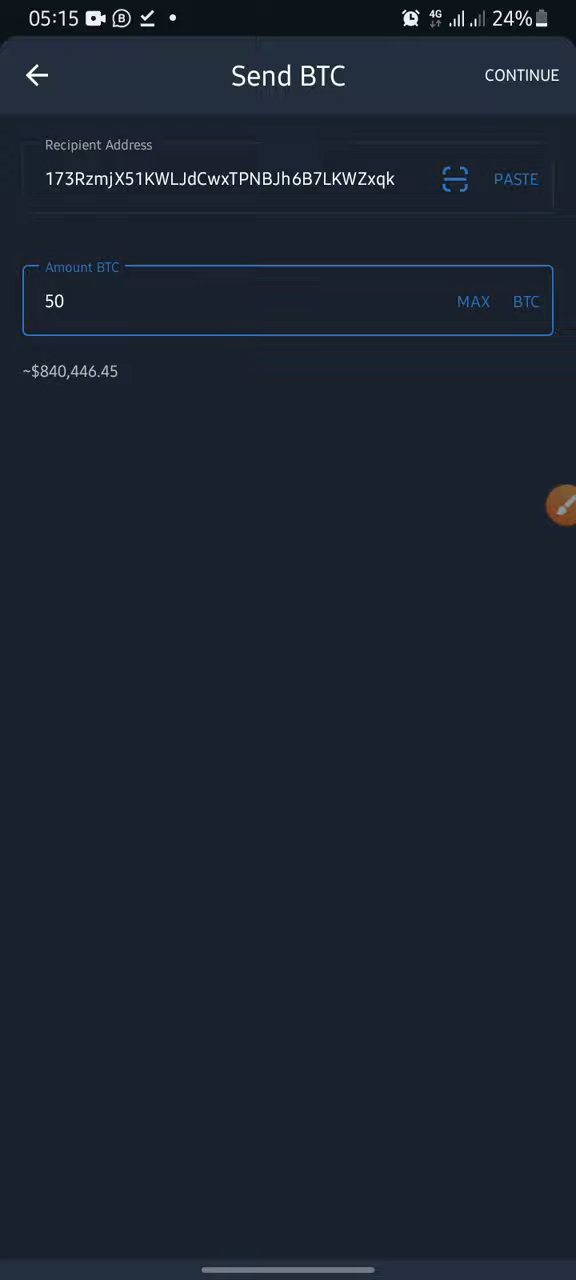 05:15 4G 24%
Send BTC CONTINUE
Recipient Address
173RzmjX51KWLJdCwxTPNBJh6B7LKWZxqk PASTE
Amount BTC
50 MAX BTC
~$840,446.45